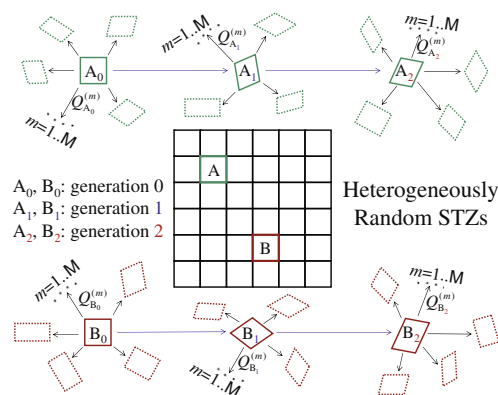 m=1..M
m=1..M
Q_{A_1}^{(m)}
Q_{A_2}^{(m)}
A_0
A_1
A_2
Q_{A_0}^{(m)}
m=1..M
A
A_0, B_0: generation 0
A_1, B_1: generation 1
A_2, B_2: generation 2
Heterogeneously
Random STZs
B
m=1..M
m=1..M
Q_{B_0}^{(m)}
Q_{B_2}^{(m)}
B_0
B_1
B_2
Q_{B_1}^{(m)}
m=1..M